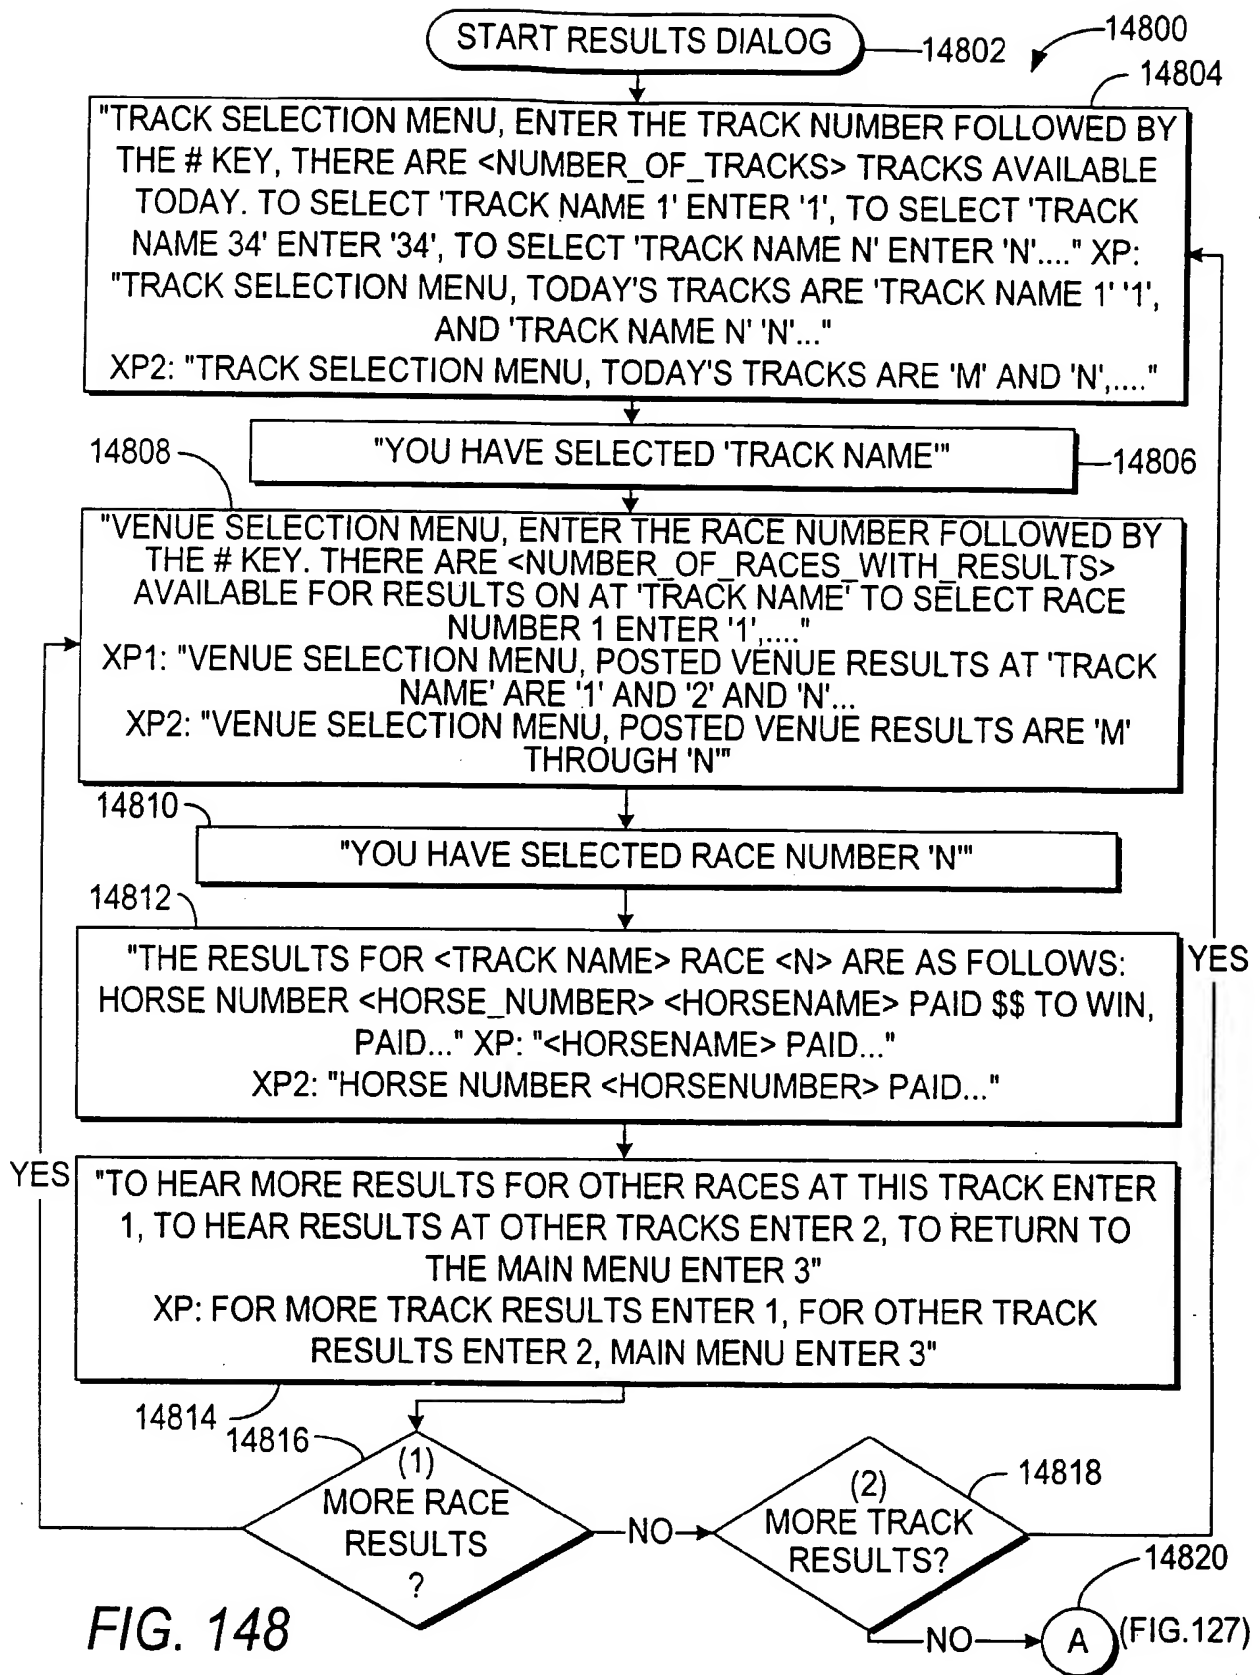 START RESULTS DIALOG
14802
14800
14804
"TRACK SELECTION MENU, ENTER THE TRACK NUMBER FOLLOWED BY
THE # KEY, THERE ARE <NUMBER_OF_TRACKS> TRACKS AVAILABLE
TODAY. TO SELECT 'TRACK NAME 1' ENTER '1', TO SELECT 'TRACK
NAME 34' ENTER '34', TO SELECT 'TRACK NAME N' ENTER 'N'...." XP:
"TRACK SELECTION MENU, TODAY'S TRACKS ARE 'TRACK NAME 1' '1',
AND 'TRACK NAME N' 'N'..."
XP2: "TRACK SELECTION MENU, TODAY'S TRACKS ARE 'M' AND 'N',...."
14808
"YOU HAVE SELECTED 'TRACK NAME'"
14806
"VENUE SELECTION MENU, ENTER THE RACE NUMBER FOLLOWED BY
THE # KEY. THERE ARE <NUMBER_OF_RACES_WITH_RESULTS>
AVAILABLE FOR RESULTS ON AT 'TRACK NAME' TO SELECT RACE
NUMBER 1 ENTER '1',...."
XP1: "VENUE SELECTION MENU, POSTED VENUE RESULTS AT 'TRACK
NAME' ARE '1' AND '2' AND 'N'...
XP2: "VENUE SELECTION MENU, POSTED VENUE RESULTS ARE 'M'
THROUGH 'N'"
14810
"YOU HAVE SELECTED RACE NUMBER 'N'"
14812
"THE RESULTS FOR <TRACK NAME> RACE <N> ARE AS FOLLOWS:
HORSE NUMBER <HORSE_NUMBER> <HORSENAME> PAID $$ TO WIN,
PAID..." XP: "<HORSENAME> PAID..."
XP2: "HORSE NUMBER <HORSENUMBER> PAID..."
YES
YES
"TO HEAR MORE RESULTS FOR OTHER RACES AT THIS TRACK ENTER
1, TO HEAR RESULTS AT OTHER TRACKS ENTER 2, TO RETURN TO
THE MAIN MENU ENTER 3"
XP: FOR MORE TRACK RESULTS ENTER 1, FOR OTHER TRACK
RESULTS ENTER 2, MAIN MENU ENTER 3"
14814
14816
(1)
MORE RACE
RESULTS
?
NO
(2)
MORE TRACK
RESULTS?
14818
14820
NO
A
(FIG.127)
FIG. 148